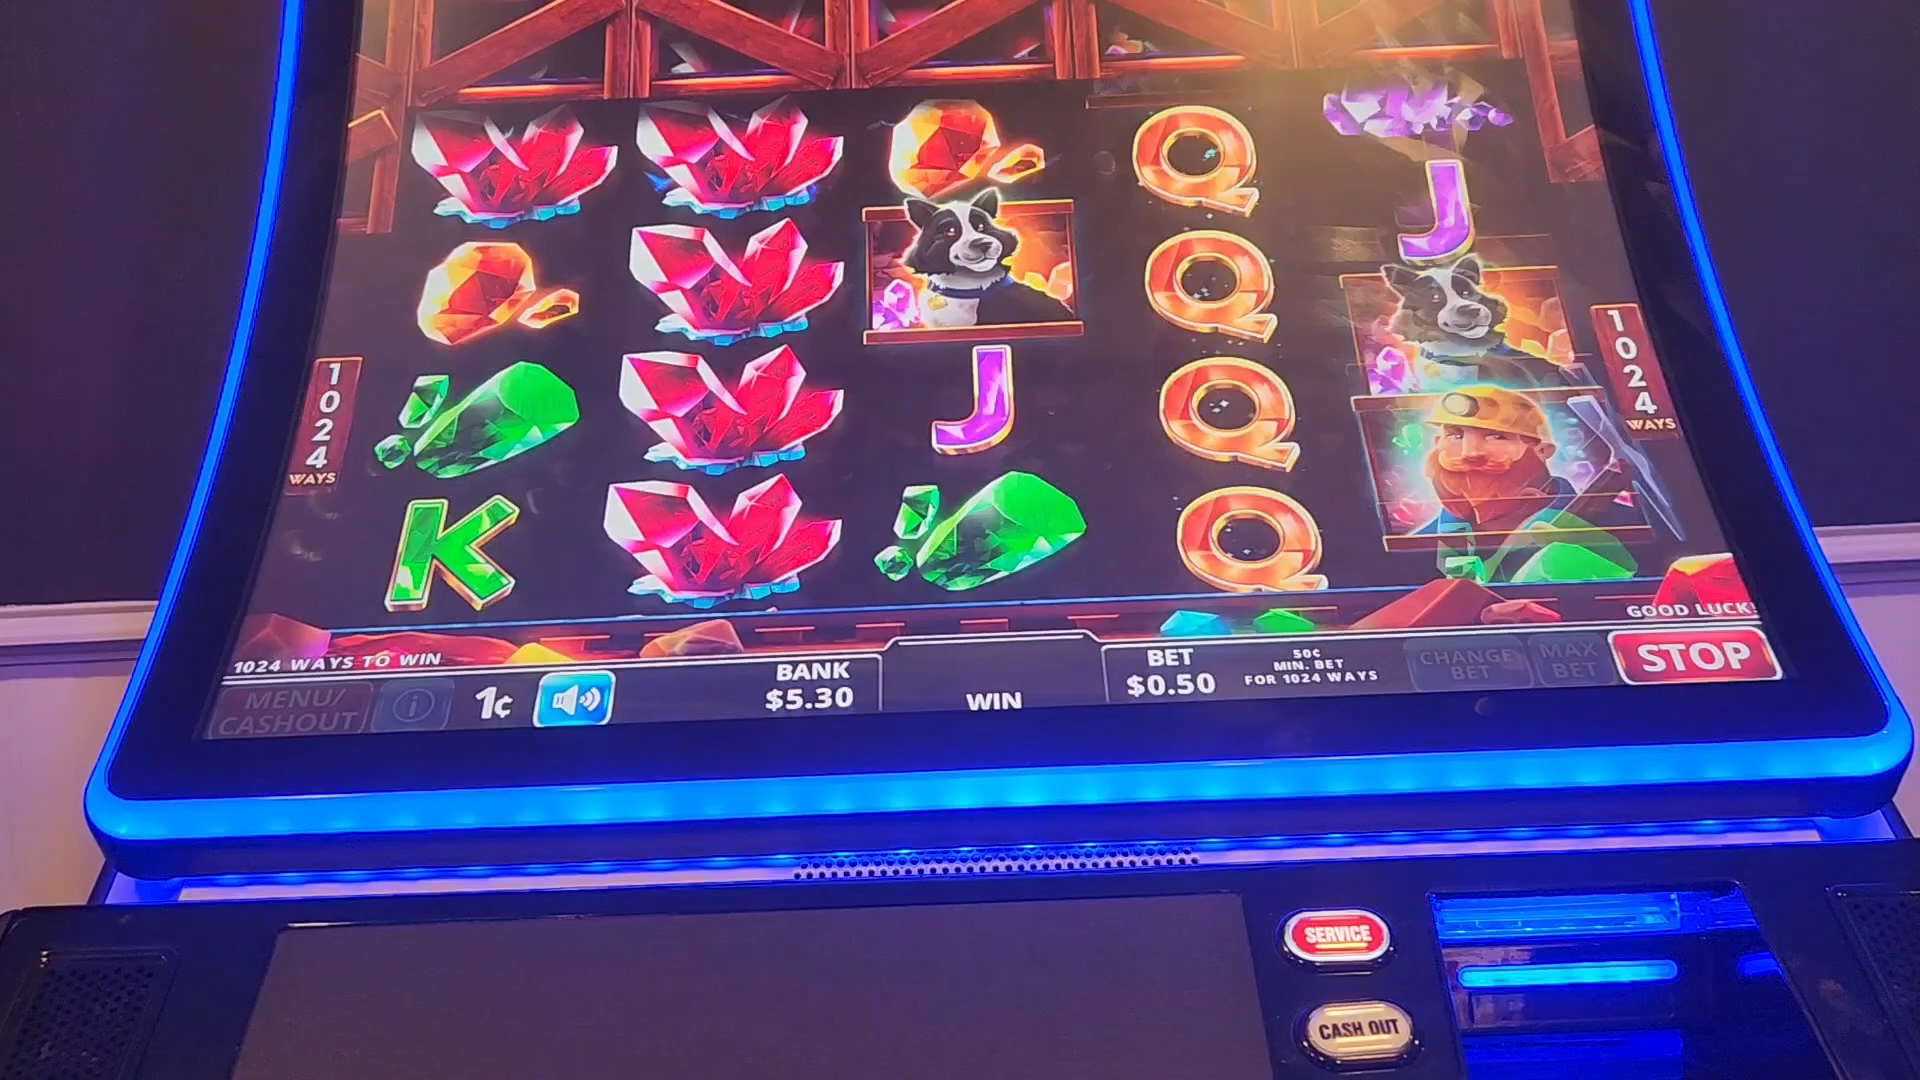 Q
J
Q
1024
WAYS
J
Q
1024
WAYS
K
Q
GOOD LUCK!
1024 WAYS TO WIN
MENU/
CASHOUT
i
1¢
BANK
$5.30
WIN
BET
$0.50
50¢
MIN. BET
FOR 1024 WAYS
CHANGE
BET
MAX
BET
STOP
SERVICE
CASH OUT